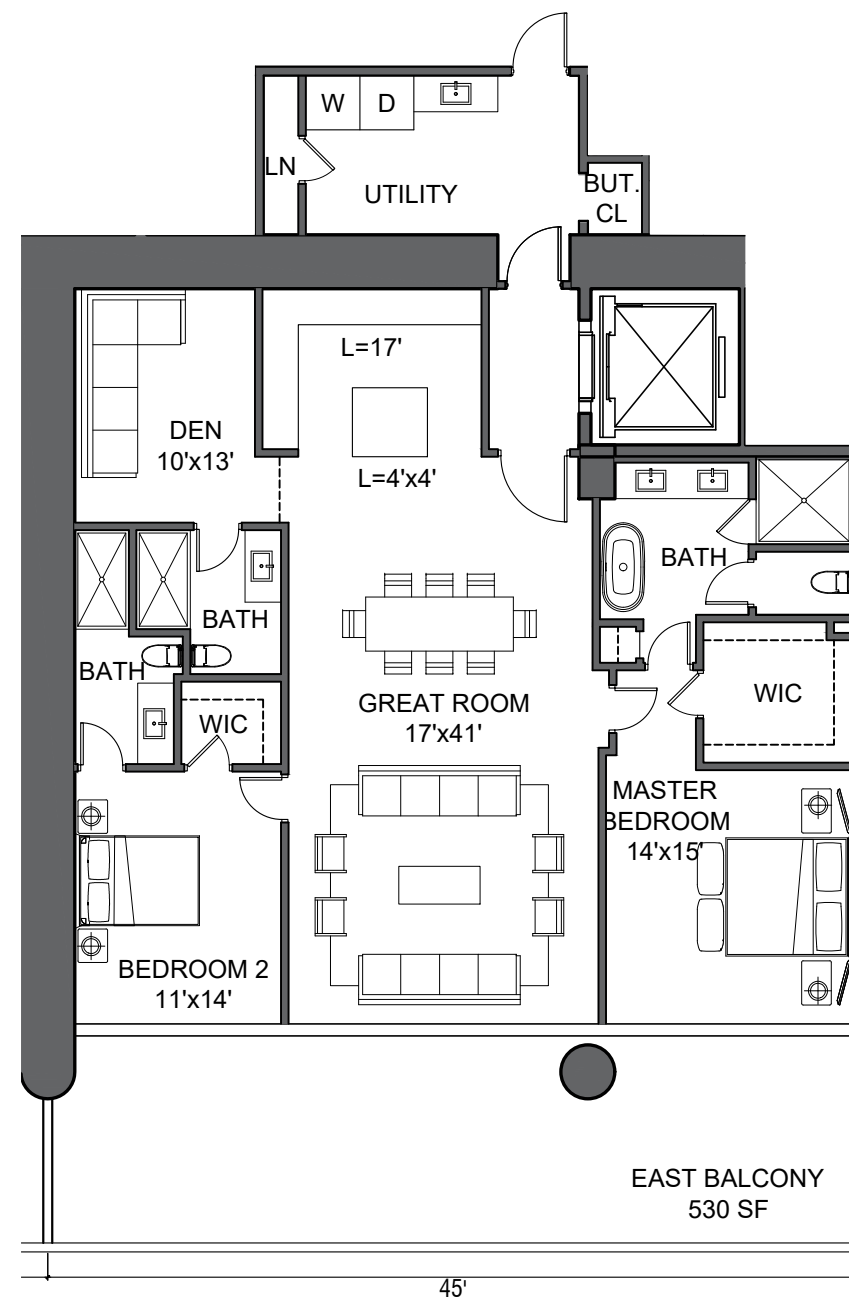 W
D
LN
UTILITY
BUT.
CL
L=17'
DEN
10'x13'
L=4'x4'
BATH
BATH
BATH
GREAT ROOM
17'x41'
WIC
WIC
MASTER
BEDROOM
14'x15'
BEDROOM 2
11'x14'
EAST BALCONY
530 SF
45'